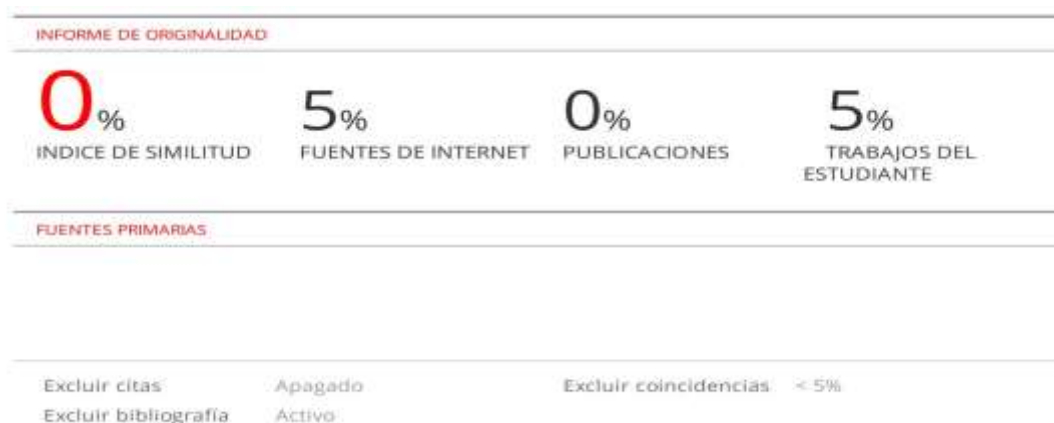 INFORME DE ORIGINALIDAD
0%
INDICE DE SIMILITUD
5%
FUENTES DE INTERNET
0%
PUBLICACIONES
5%
TRABAJOS DEL
ESTUDIANTE
FUENTES PRIMARIAS
Excluir citas Apagado
Excluir bibliografía Activo
Excluir coincidencias < 5%